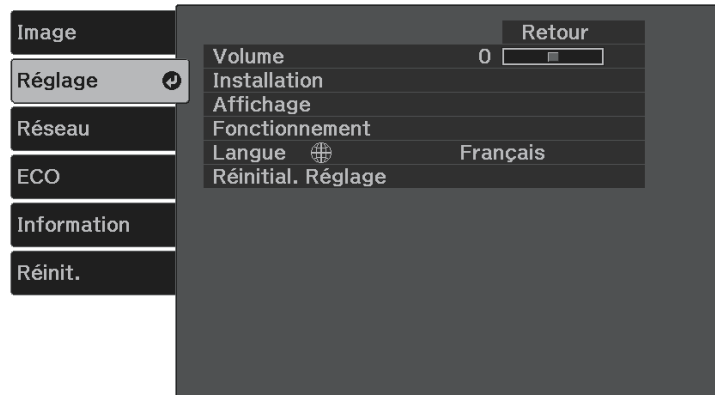 Image
Réglage
Réseau
ECO
Information
Réinit.
Retour
Volume 0
Installation
Affichage
Fonctionnement
Langue Français
Réinitial. Réglage